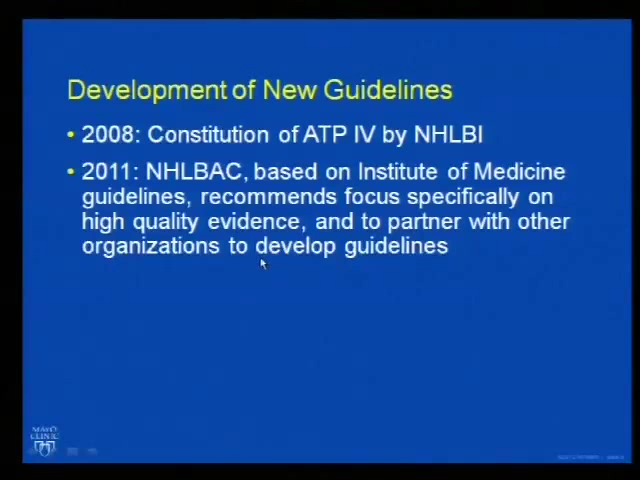 Development of New Guidelines
• 2008: Constitution of ATP IV by NHLBI
• 2011: NHLBAC, based on Institute of Medicine
guidelines, recommends focus specifically on
high quality evidence, and to partner with other
organizations to develop guidelines
MAYO
CLINIC